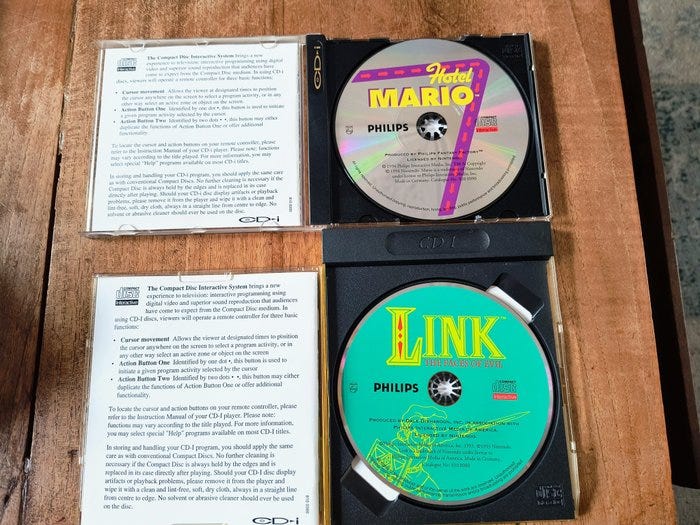 COMPACT
disc
Interactive
The Compact Disc Interactive System brings a new
experience to television: interactive programming using digital
video and superior sound reproduction that audiences have
come to expect from the Compact Disc medium. In using CD-i
discs, viewers will operate a remote controller for three basic functions:
• Cursor movement Allows the viewer at designated times to position
the cursor anywhere on the screen to select a program activity, or in any
other way select an active zone or object on the screen.
• Action Button One Identified by one dot •, this button is used to initiate
a given program activity selected by the cursor.
• Action Button Two Identified by two dots • •, this button may either
duplicate the functions of Action Button One or offer additional
functionality.
To locate the cursor and action buttons on your remote controller, please
refer to the Instruction Manual of your CD-i player. Please note: functions
may vary according to the title played. For more information, you may
select special "Help" programs available on most CD-i titles.
In storing and handling your CD-i program, you should apply the same care
as with conventional Compact Discs. No further cleaning is necessary if the
Compact Disc is always held by the edges and is replaced in its case
directly after playing. Should your CD-i disc display artifacts or playback
problems, please remove it from the player and wipe it clean with a clean and
lint-free, soft, dry cloth, always in a straight line from centre to edge. No
solvent or abrasive cleaner should ever be used on the disc.
CD-i
CD-i
Hotel
MARIO
PHILIPS
COMPACT
disc
Interactive
PRODUCED BY PHILIPS FANTASY FACTORY™
LICENSED BY NINTENDO
Made in Germany.
CD-I
COMPACT
disc
Interactive
The Compact Disc Interactive System brings a new
experience to television: interactive programming using
digital video and superior sound reproduction that audiences
have come to expect from the Compact Disc medium. In
using CD-I discs, viewers will operate a remote controller for three basic
functions:
• Cursor movement Allows the viewer at designated times to position
the cursor anywhere on the screen to select a program activity, or in
any other way select an active zone or object on the screen
• Action Button One Identified by one dot •, this button is used to
initiate a given program activity selected by the cursor
• Action Button Two Identified by two dots • •, this button may either
duplicate the functions of Action Button One or offer additional
functionality.
To locate the cursor and action buttons on your remote controller, please
refer to the Instruction Manual of your CD-I player. Please note:
functions may vary according to the title played. For more information,
you may select special "Help" programs available on most CD-I titles.
In storing and handling your CD-I program, you should apply the same
care as with conventional Compact Discs. No further cleaning is
necessary if the Compact Disc is always held by the edges and is
replaced in its case directly after playing. Should your CD-I disc display
artifacts or playback problems, please remove it from the player and
wipe it clean with a clean and lint-free, soft, dry cloth, always in a straight line
from centre to edge. No solvent or abrasive cleaner should ever be used
on the disc.
CD-i
LINK™
THE FACES OF EVIL
PHILIPS
COMPACT
disc
Interactive
LICENSED BY NINTENDO